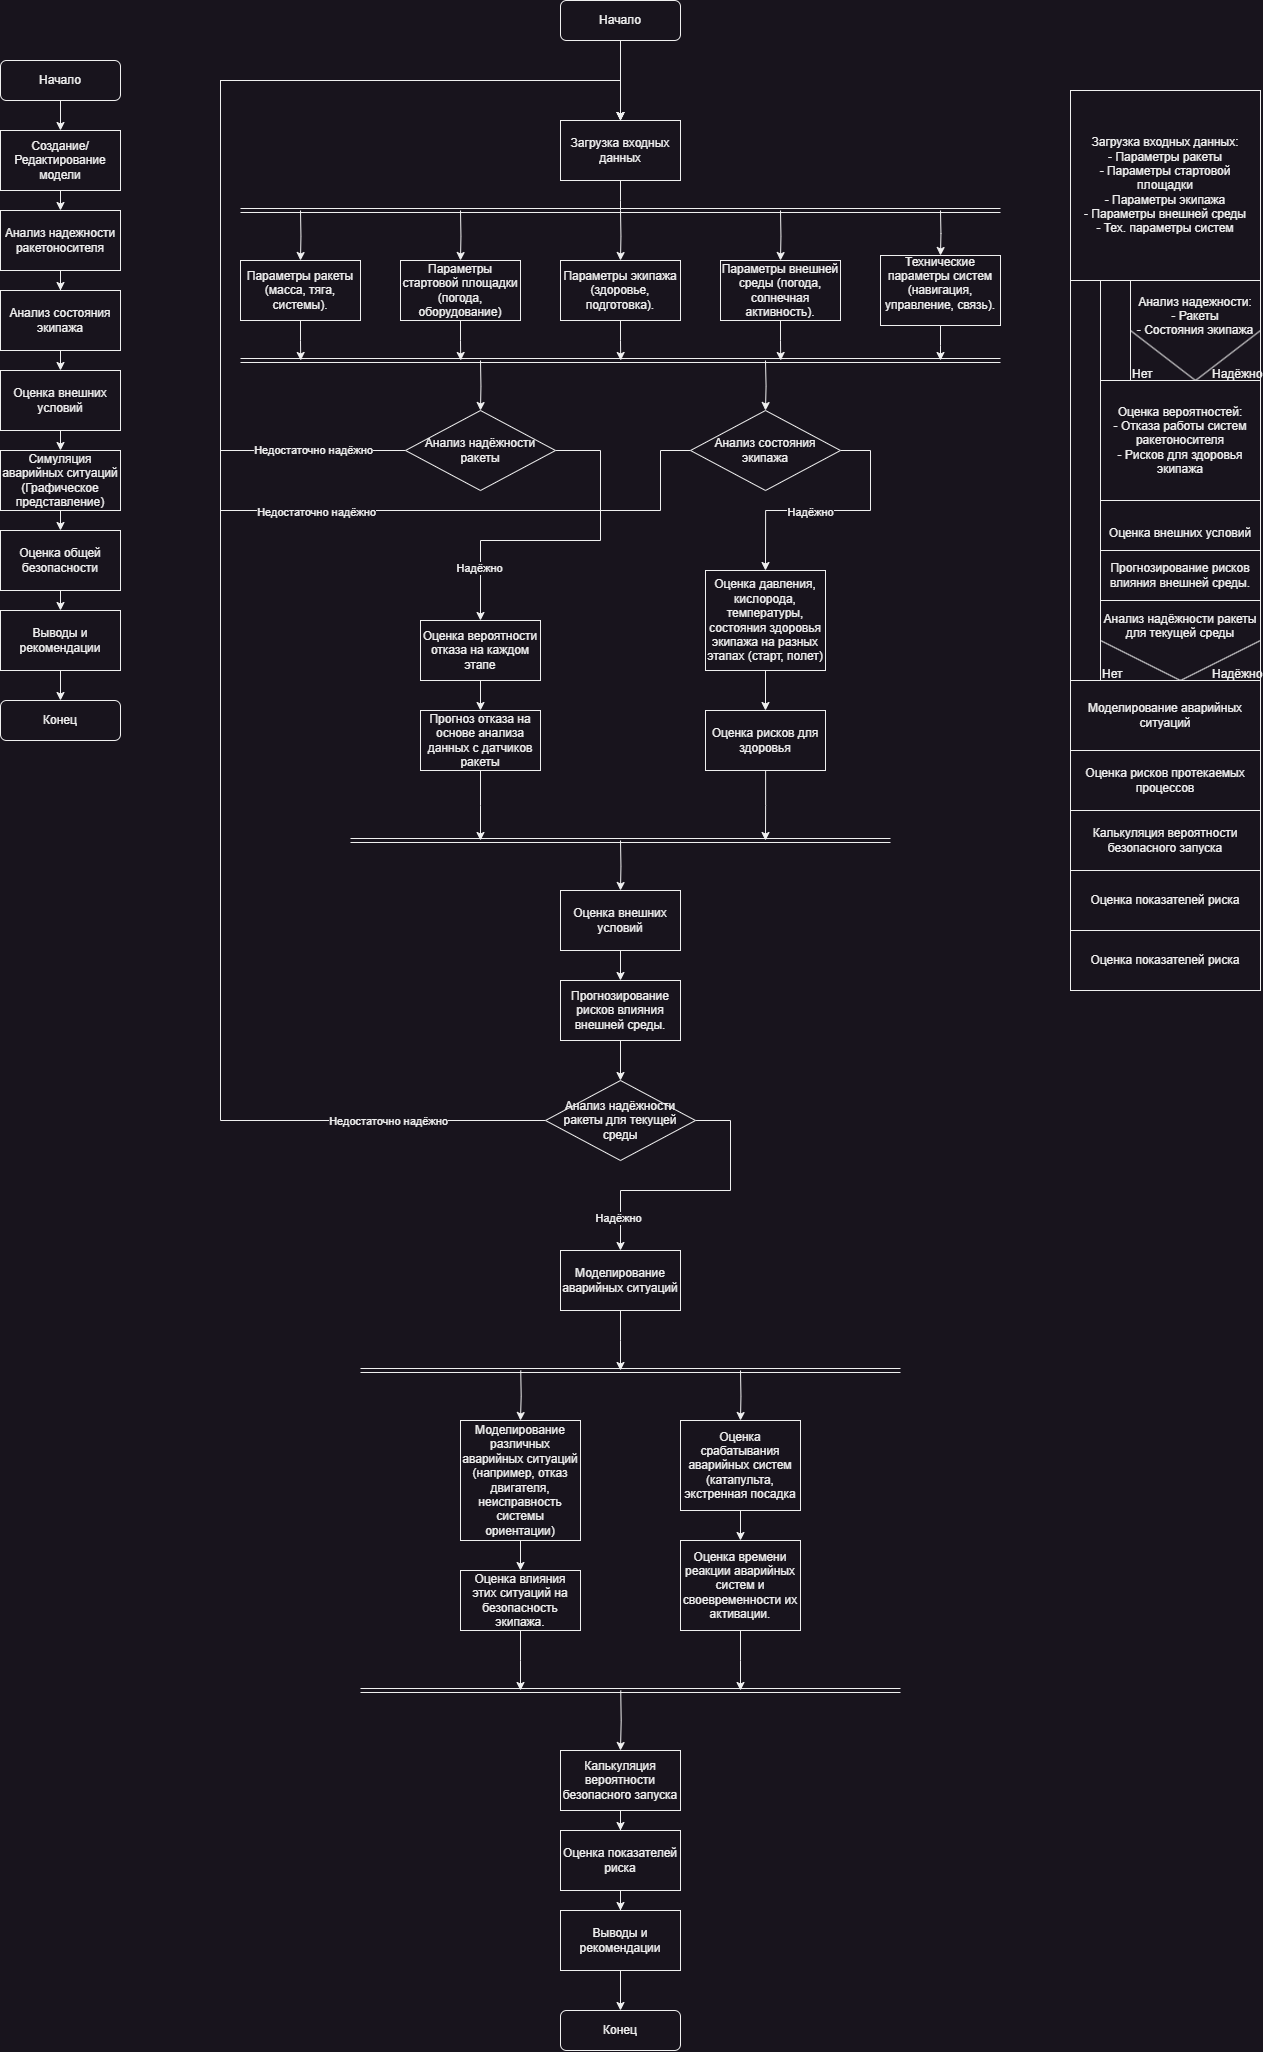 Начало
Создание/
Редактирование
модели
Анализ надежности
ракетоносителя
Анализ состояния
экипажа
Оценка внешних
условий
Симуляция
аварийных ситуаций
(Графическое
представление)
Оценка общей
безопасности
Выводы и
рекомендации
Конец
Начало
Загрузка входных
данных
Параметры ракеты
(масса, тяга,
системы).
Параметры
стартовой площадки
(погода,
оборудование)
Параметры экипажа
(здоровье,
подготовка).
Параметры внешней
среды (погода,
солнечная
активность).
Технические
параметры систем
(навигация,
управление, связь).
Анализ надёжности
ракеты
Анализ состояния
экипажа
Недостаточно надёжно
Недостаточно надёжно
Надёжно
Надёжно
Оценка вероятности
отказа на каждом
этапе
Прогноз отказа на
основе анализа
данных с датчиков
ракеты
Оценка давления,
кислорода,
температуры,
состояния здоровья
экипажа на разных
этапах (старт, полет)
Оценка рисков для
здоровья
Оценка внешних
условий
Прогнозирование
рисков влияния
внешней среды.
Анализ надёжности
ракеты для текущей
среды
Недостаточно надёжно
Надёжно
Моделирование
аварийных ситуаций
Моделирование
различных
аварийных ситуаций
(например, отказ
двигателя,
неисправность
системы
ориентации)
Оценка влияния
этих ситуаций на
безопасность
экипажа.
Оценка
срабатывания
аварийных систем
(катапульта,
экстренная посадка
Оценка времени
реакции аварийных
систем и
своевременности их
активации.
Калькуляция
вероятности
безопасного запуска
Оценка показателей
риска
Выводы и
рекомендации
Конец
Загрузка входных данных:
- Параметры ракеты
- Параметры стартовой
площадки
- Параметры экипажа
- Параметры внешней среды
- Тех. параметры систем
Анализ надежности:
- Ракеты
- Состояния экипажа
Нет
Надёжно
Оценка вероятностей:
- Отказа работы систем
ракетоносителя
- Рисков для здоровья
экипажа
Оценка внешних условий
Прогнозирование рисков
влияния внешней среды.
Анализ надёжности ракеты
для текущей среды
Нет
Надёжно
Моделирование аварийных
ситуаций
Оценка рисков протекаемых
процессов
Калькуляция вероятности
безопасного запуска
Оценка показателей риска
Оценка показателей риска